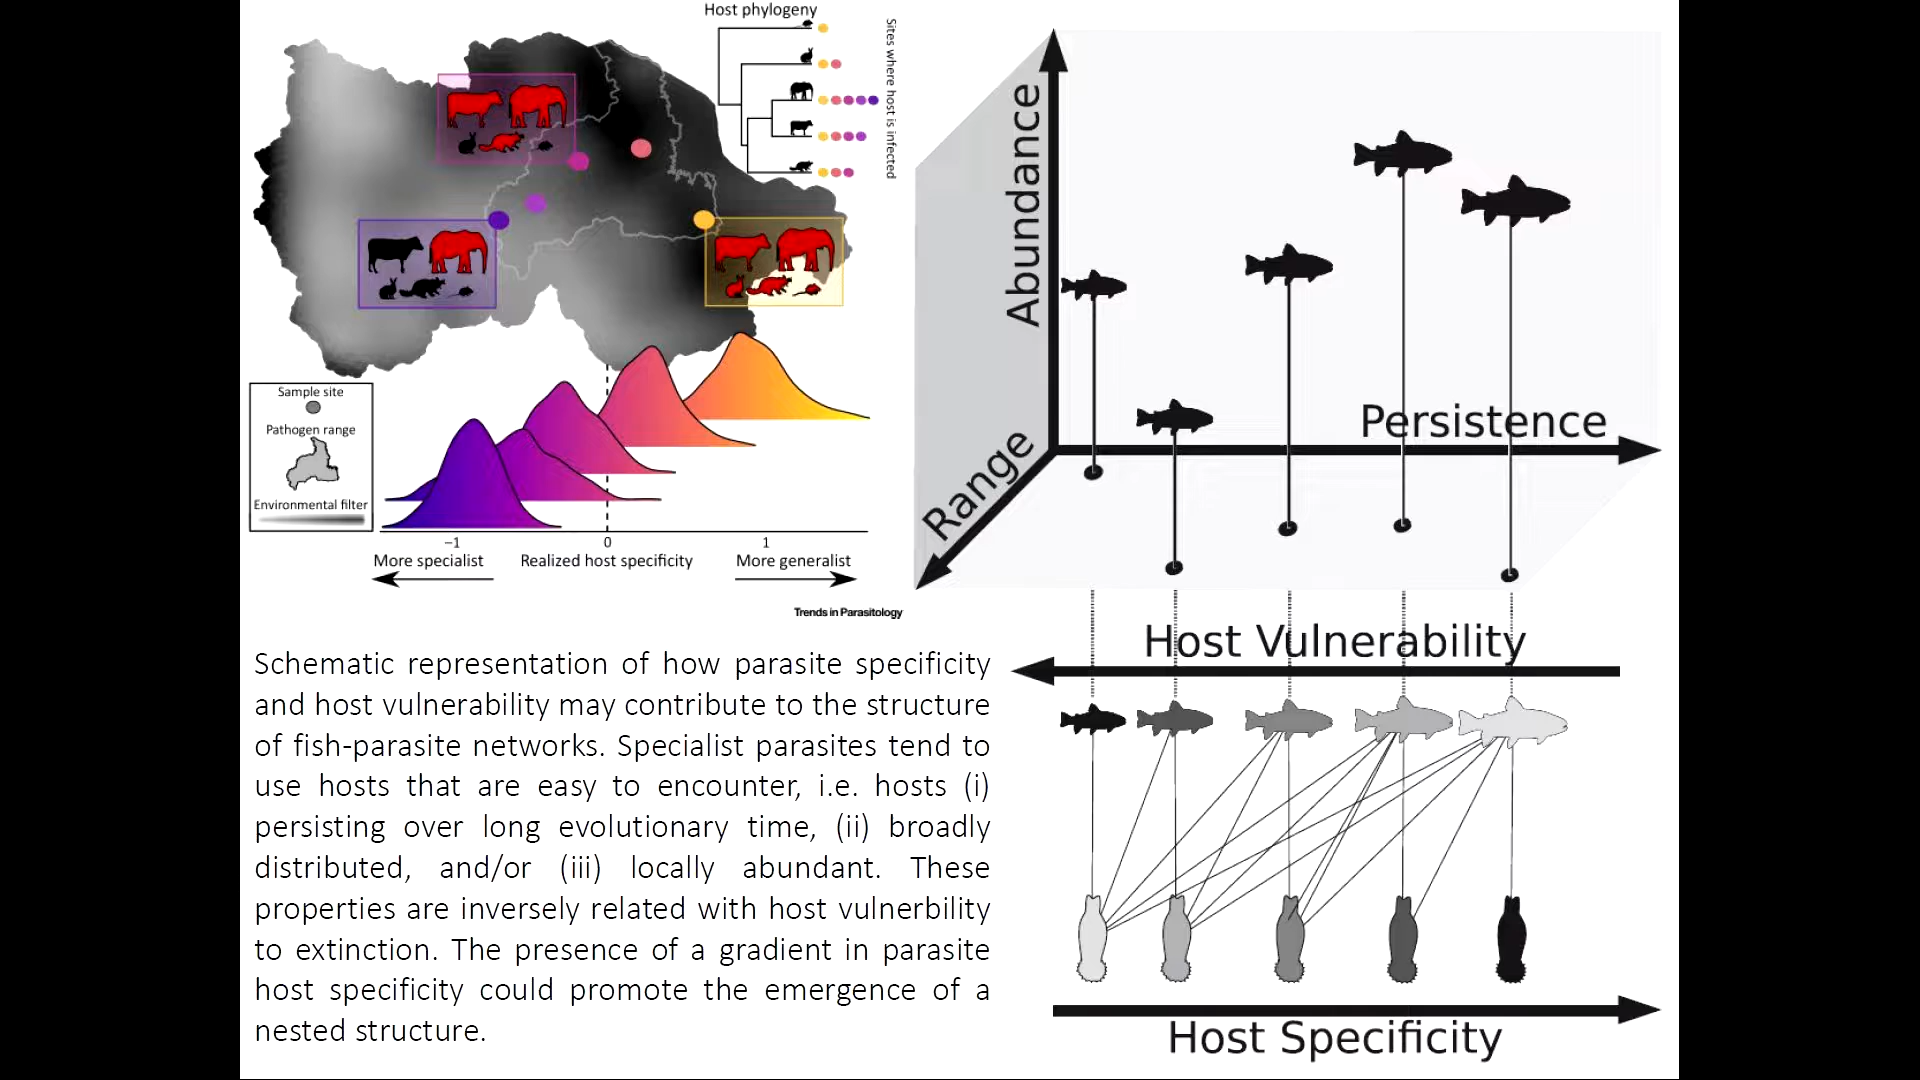 Host phylogeny
Sites where host is infected
Sample site
Pathogen range
Environmental filter
−1
0
1
More specialist
Realized host specificity
More generalist
Trends in Parasitology
Schematic representation of how parasite specificity
and host vulnerability may contribute to the structure
of fish-parasite networks. Specialist parasites tend to
use hosts that are easy to encounter, i.e. hosts (i)
persisting over long evolutionary time, (ii) broadly
distributed, and/or (iii) locally abundant. These
properties are inversely related with host vulnerbility
to extinction. The presence of a gradient in parasite
host specificity could promote the emergence of a
nested structure.
Abundance
Persistence
Range
Host Vulnerability
Host Specificity